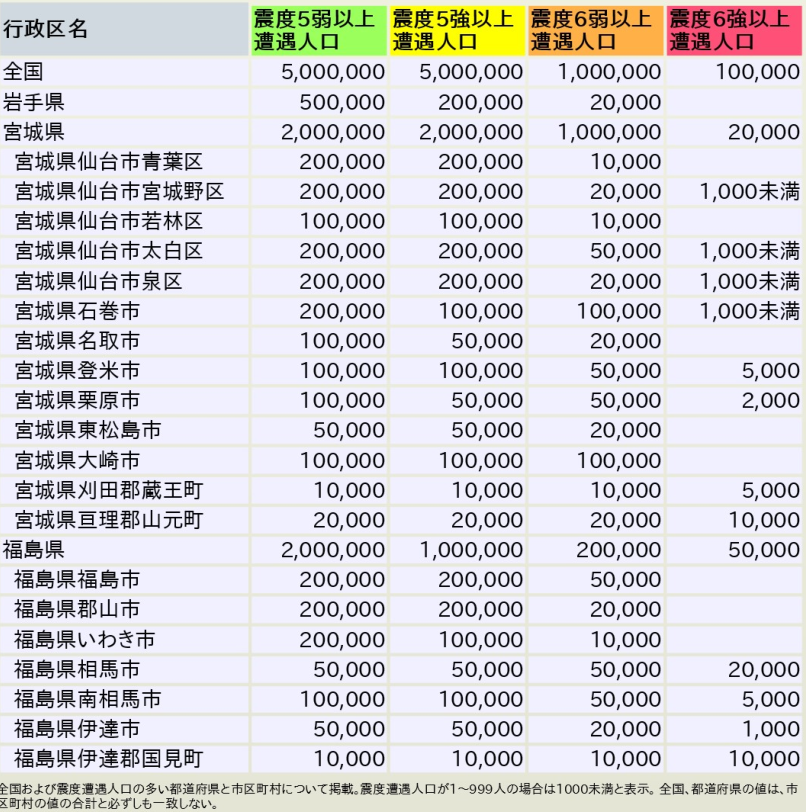 行政区名 震度5弱以上遭遇人口 震度5強以上遭遇人口 震度6弱以上遭遇人口 震度6強以上遭遇人口
全国 5,000,000 5,000,000 1,000,000 100,000
岩手県 500,000 200,000 20,000
宮城県 2,000,000 2,000,000 1,000,000 20,000
宮城県仙台市青葉区 200,000 200,000 10,000
宮城県仙台市宮城野区 200,000 200,000 20,000 1,000未満
宮城県仙台市若林区 100,000 100,000 10,000
宮城県仙台市太白区 200,000 200,000 50,000 1,000未満
宮城県仙台市泉区 200,000 200,000 20,000 1,000未満
宮城県石巻市 200,000 100,000 100,000 1,000未満
宮城県名取市 100,000 50,000 20,000
宮城県登米市 100,000 100,000 50,000 5,000
宮城県栗原市 100,000 50,000 50,000 2,000
宮城県東松島市 50,000 50,000 20,000
宮城県大崎市 100,000 100,000 100,000
宮城県刈田郡蔵王町 10,000 10,000 10,000 5,000
宮城県亘理郡山元町 20,000 20,000 20,000 10,000
福島県 2,000,000 1,000,000 200,000 50,000
福島県福島市 200,000 200,000 50,000
福島県郡山市 200,000 200,000 20,000
福島県いわき市 200,000 100,000 10,000
福島県相馬市 50,000 50,000 50,000 20,000
福島県南相馬市 100,000 100,000 50,000 5,000
福島県伊達市 50,000 50,000 20,000 1,000
福島県伊達郡国見町 10,000 10,000 10,000 10,000
全国および震度遭遇人口の多い都道府県と市区町村について掲載。震度遭遇人口が1～999人の場合は1000未満と表示。全国、都道府県の値は、市
区町村の値の合計と必ずしも一致しない。